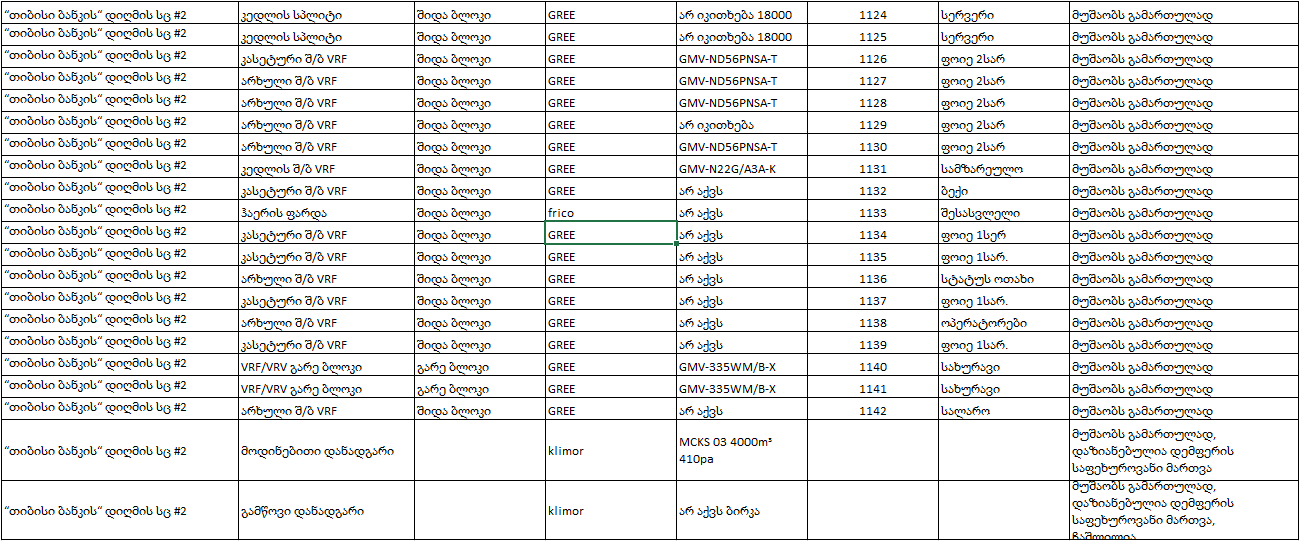 “თიბისი ბანკის“ დიღმის სც #2 კედლის სპლიტი შიდა ბლოკი GREE არ იკითხება 18000 1124 სერვერი მუშაობს გამართულად
“თიბისი ბანკის“ დიღმის სც #2 კედლის სპლიტი შიდა ბლოკი GREE არ იკითხება 18000 1125 სერვერი მუშაობს გამართულად
“თიბისი ბანკის“ დიღმის სც #2 კასეტური შ/ბ VRF შიდა ბლოკი GREE GMV-ND56PNSA-T 1126 ფოიე 2სარ მუშაობს გამართულად
“თიბისი ბანკის“ დიღმის სც #2 არხული შ/ბ VRF შიდა ბლოკი GREE GMV-ND56PNSA-T 1127 ფოიე 2სარ მუშაობს გამართულად
“თიბისი ბანკის“ დიღმის სც #2 არხული შ/ბ VRF შიდა ბლოკი GREE GMV-ND56PNSA-T 1128 ფოიე 2სარ მუშაობს გამართულად
“თიბისი ბანკის“ დიღმის სც #2 არხული შ/ბ VRF შიდა ბლოკი GREE არ იკითხება 1129 ფოიე 2სარ მუშაობს გამართულად
“თიბისი ბანკის“ დიღმის სც #2 არხული შ/ბ VRF შიდა ბლოკი GREE GMV-ND56PNSA-T 1130 ფოიე 2სარ მუშაობს გამართულად
“თიბისი ბანკის“ დიღმის სც #2 კედლის შ/ბ VRF შიდა ბლოკი GREE GMV-N22G/A3A-K 1131 სამზარეულო მუშაობს გამართულად
“თიბისი ბანკის“ დიღმის სც #2 კასეტური შ/ბ VRF შიდა ბლოკი GREE არ აქვს 1132 ბექი მუშაობს გამართულად
“თიბისი ბანკის“ დიღმის სც #2 ჰაერის ფარდა შიდა ბლოკი frico არ აქვს 1133 შესასვლელი მუშაობს გამართულად
“თიბისი ბანკის“ დიღმის სც #2 კასეტური შ/ბ VRF შიდა ბლოკი GREE არ აქვს 1134 ფოიე 1სერ მუშაობს გამართულად
“თიბისი ბანკის“ დიღმის სც #2 კასეტური შ/ბ VRF შიდა ბლოკი GREE არ აქვს 1135 ფოიე 1სარ. მუშაობს გამართულად
“თიბისი ბანკის“ დიღმის სც #2 არხული შ/ბ VRF შიდა ბლოკი GREE არ აქვს 1136 სტატუს ოთახი მუშაობს გამართულად
“თიბისი ბანკის“ დიღმის სც #2 კასეტური შ/ბ VRF შიდა ბლოკი GREE არ აქვს 1137 ფოიე 1სარ. მუშაობს გამართულად
“თიბისი ბანკის“ დიღმის სც #2 არხული შ/ბ VRF შიდა ბლოკი GREE არ აქვს 1138 ოპერატორები მუშაობს გამართულად
“თიბისი ბანკის“ დიღმის სც #2 კასეტური შ/ბ VRF შიდა ბლოკი GREE არ აქვს 1139 ფოიე 1სარ. მუშაობს გამართულად
“თიბისი ბანკის“ დიღმის სც #2 VRF/VRV გარე ბლოკი გარე ბლოკი GREE GMV-335WM/B-X 1140 სახურავი მუშაობს გამართულად
“თიბისი ბანკის“ დიღმის სც #2 VRF/VRV გარე ბლოკი გარე ბლოკი GREE GMV-335WM/B-X 1141 სახურავი მუშაობს გამართულად
“თიბისი ბანკის“ დიღმის სც #2 არხული შ/ბ VRF შიდა ბლოკი GREE არ აქვს 1142 სალარო მუშაობს გამართულად
“თიბისი ბანკის“ დიღმის სც #2 მოდინებითი დანადგარი klimor
MCKS 03 4000m³
410pa
მუშაობს გამართულად,
დაზიანებულია დემფერის
საფეხუროვანი მართვა
“თიბისი ბანკის“ დიღმის სც #2 გამწოვი დანადგარი klimor არ აქვს ბირკა
მუშაობს გამართულად,
დაზიანებულია დემფერის
საფეხუროვანი მართვა,